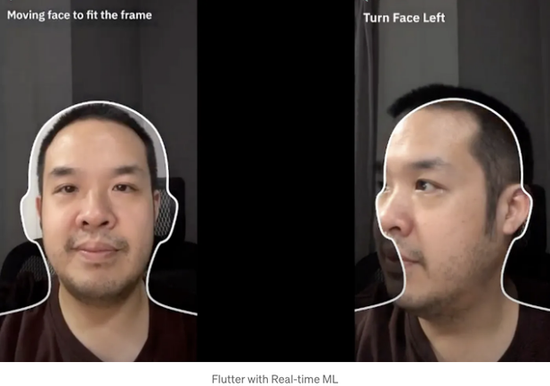 Moving face to fit the frame
Turn Face Left
Flutter with Real-time ML